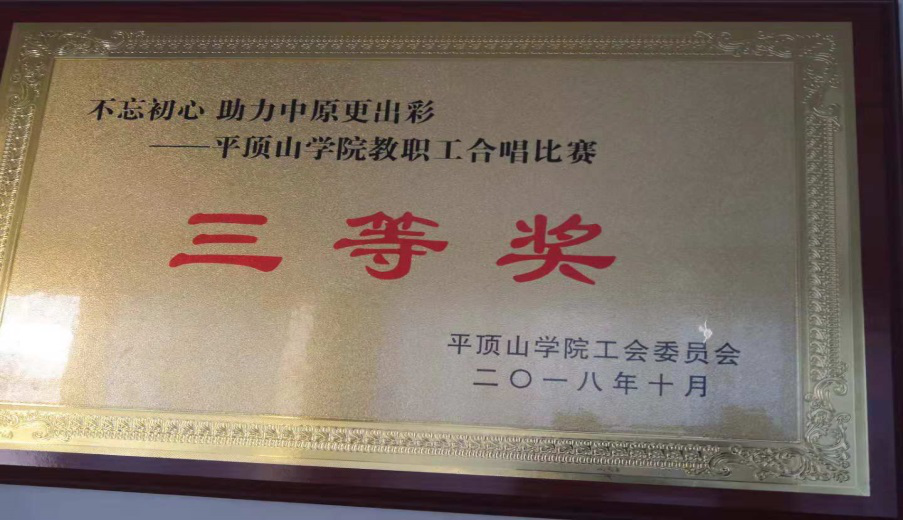 不忘初心 助力中原更出彩
——平顶山学院教职工合唱比赛
三等奖
平顶山学院工会委员会
二〇一八年十月